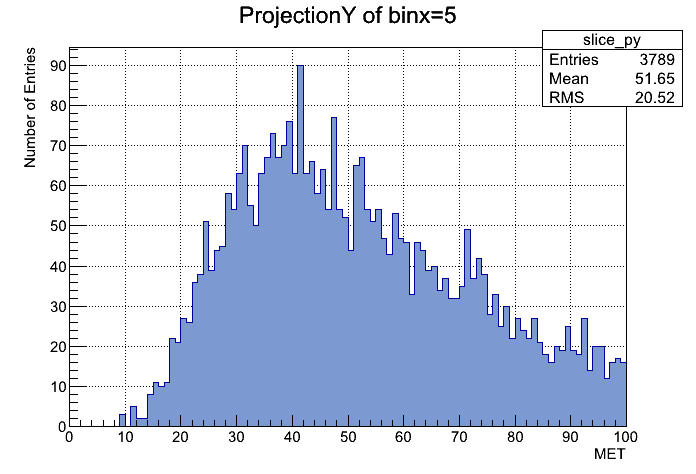 ProjectionY of binx=5
slice_py
Entries 3789
Mean 51.65
RMS 20.52
Number of Entries
90
80
70
60
50
40
30
20
10
0
0 10 20 30 40 50 60 70 80 90 100
MET